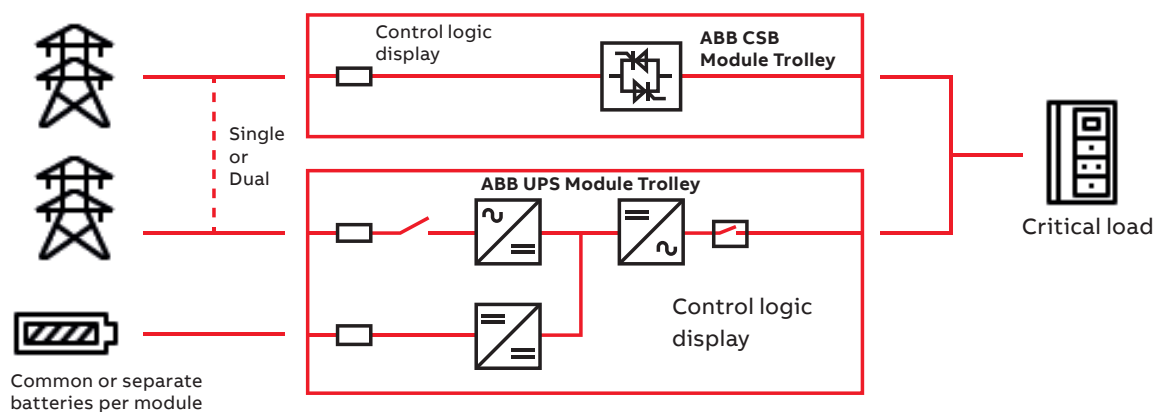 Control logic
display
ABB CSB
Module Trolley
Single
or
Dual
ABB UPS Module Trolley
Critical load
Control logic
display
Common or separate
batteries per module